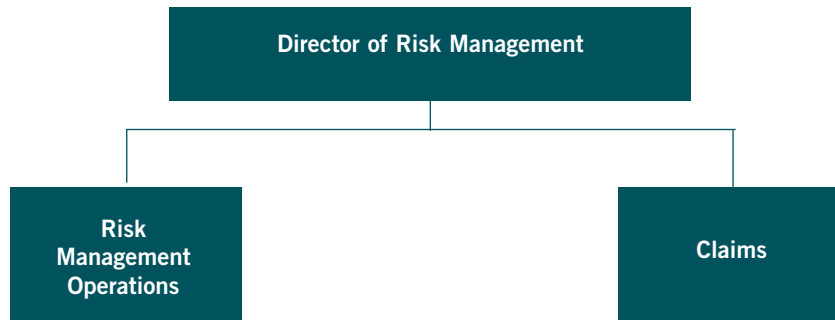 Director of Risk Management
Risk
Management
Operations
Claims